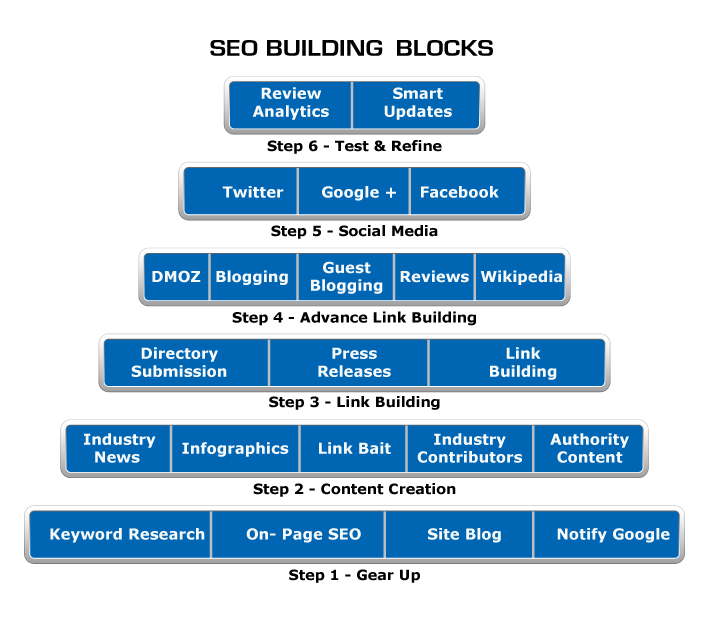 SEO BUILDING BLOCKS
Review Analytics Smart Updates
Step 6 - Test & Refine
Twitter Google + Facebook
Step 5 - Social Media
DMOZ Blogging Guest Blogging Reviews Wikipedia
Step 4 - Advance Link Building
Directory Submission Press Releases Link Building
Step 3 - Link Building
Industry News Infographics Link Bait Industry Contributors Authority Content
Step 2 - Content Creation
Keyword Research On- Page SEO Site Blog Notify Google
Step 1 - Gear Up